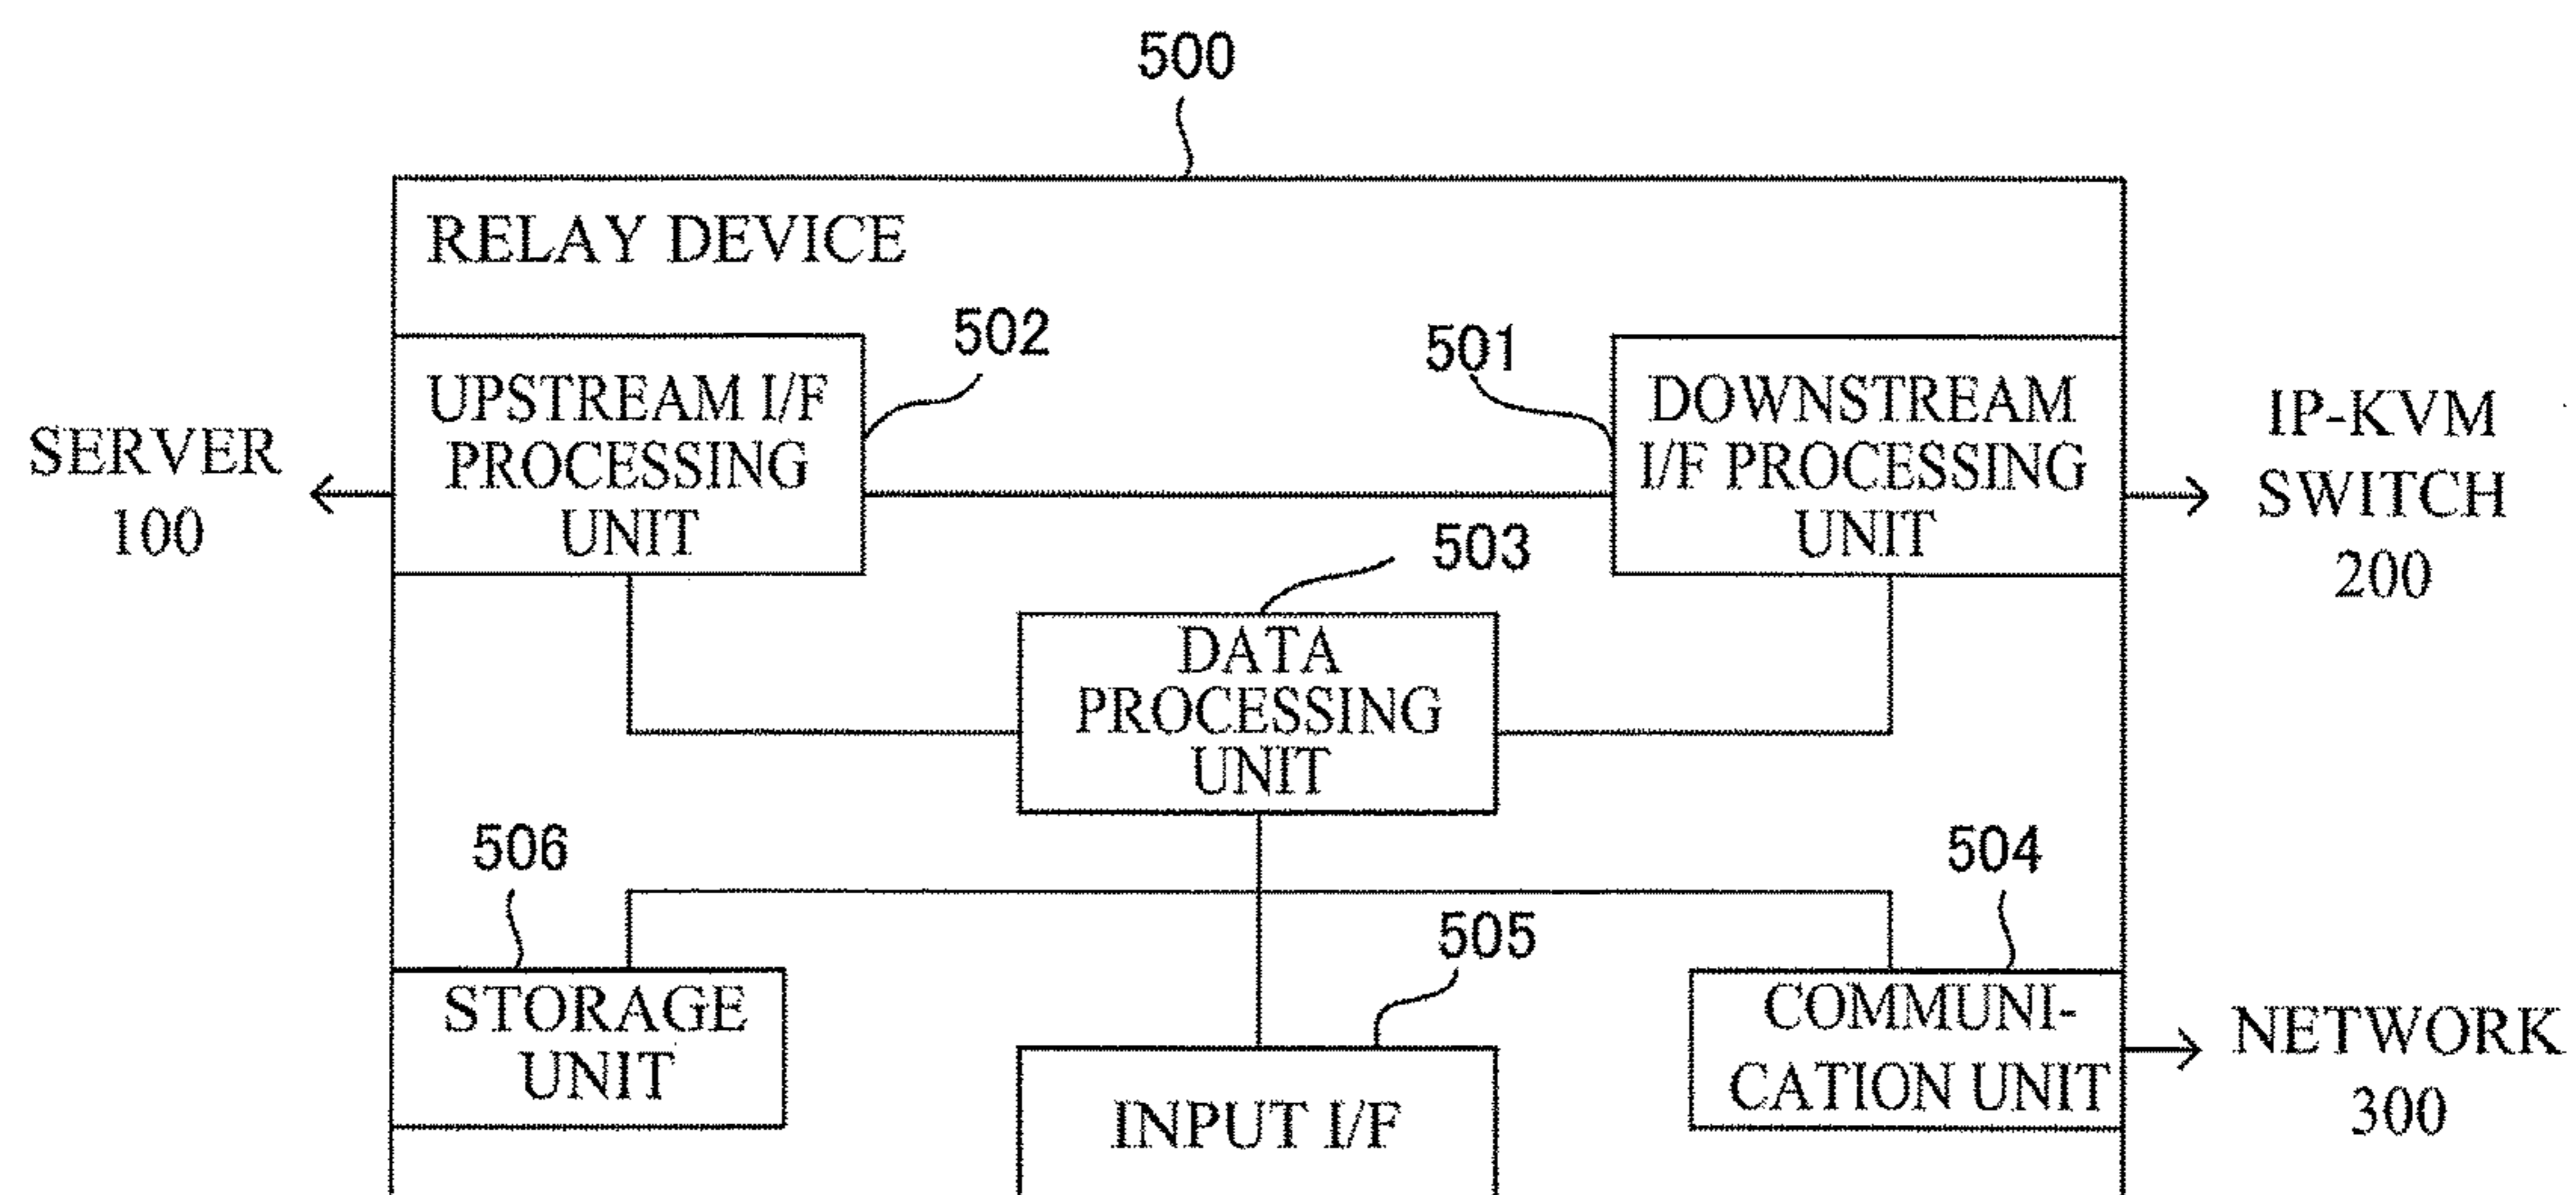 500
RELAY DEVICE
502
501
UPSTREAM I/F
PROCESSING
UNIT
DOWNSTREAM
I/F PROCESSING
UNIT
SERVER
100
IP-KVM
SWITCH
200
503
DATA
PROCESSING
UNIT
506
504
505
STORAGE
UNIT
COMMUNI-
CATION UNIT
INPUT I/F
NETWORK
300